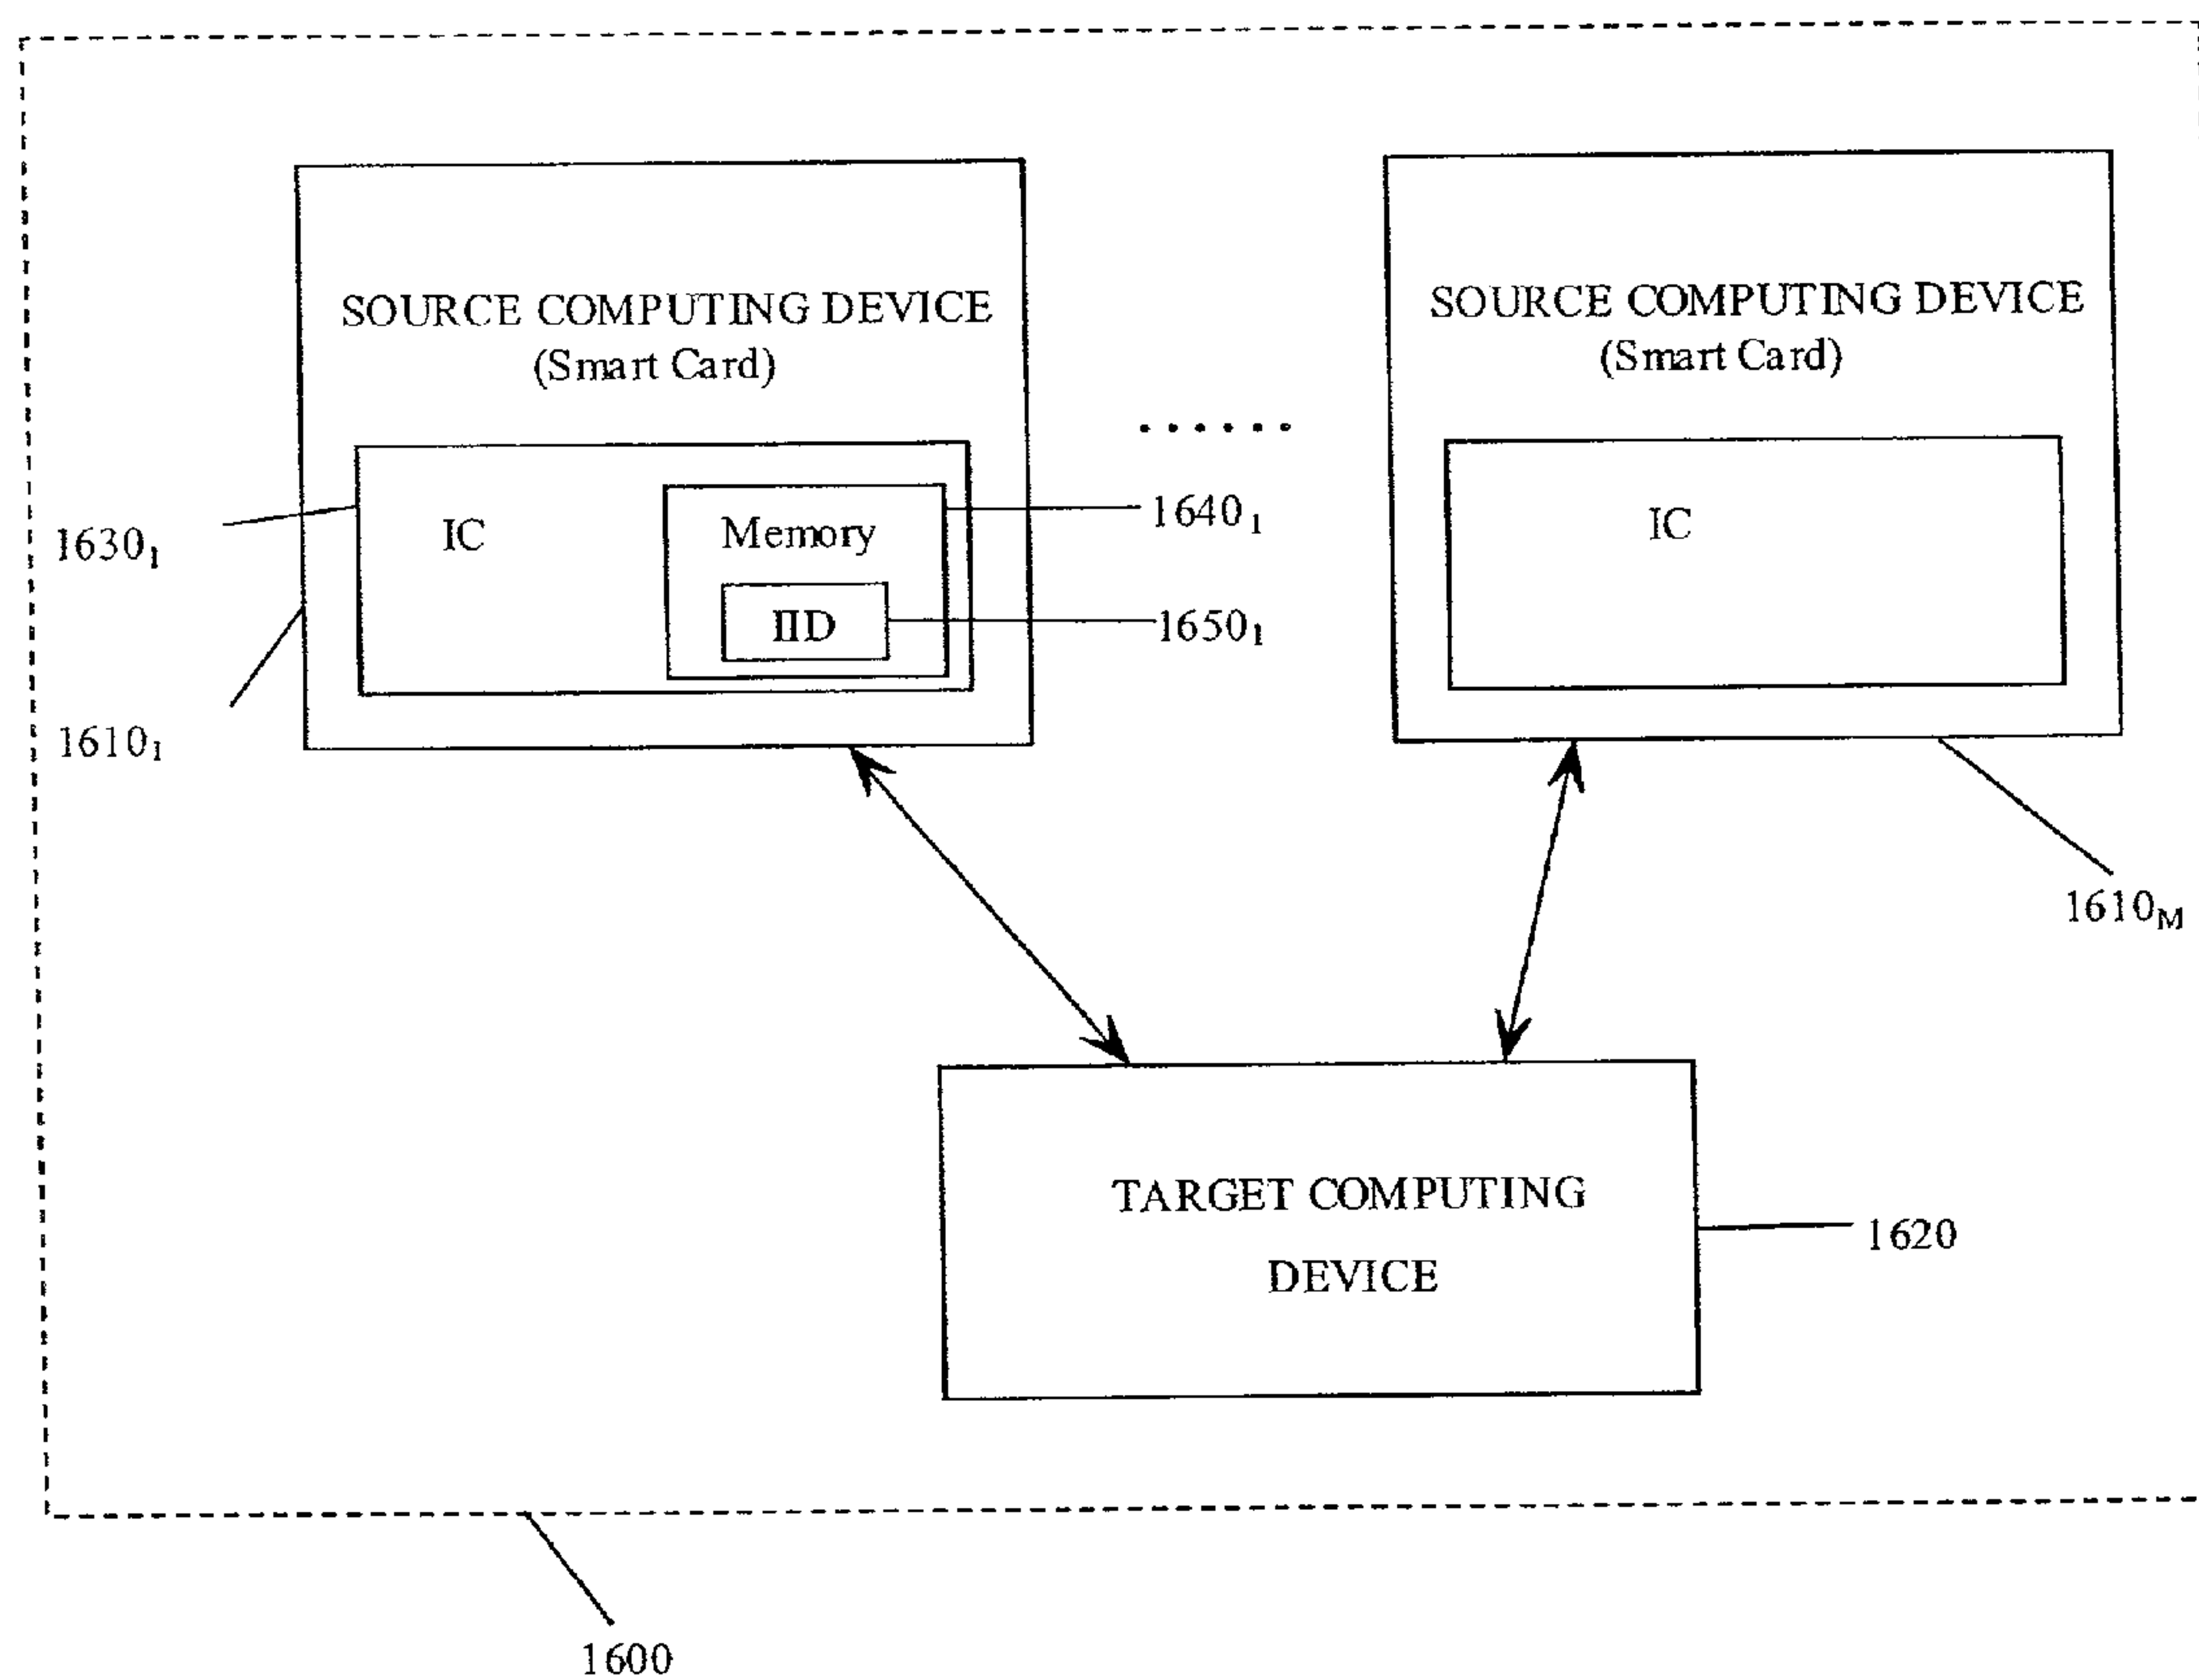 SOURCE COMPUTING DEVICE
(Smart Card)
SOURCE COMPUTING DEVICE
(Smart Card)
......
1630₁
IC
Memory
1640₁
IC
IID
1650₁
1610₁
1610_M
TARGET COMPUTING
DEVICE
1620
1600